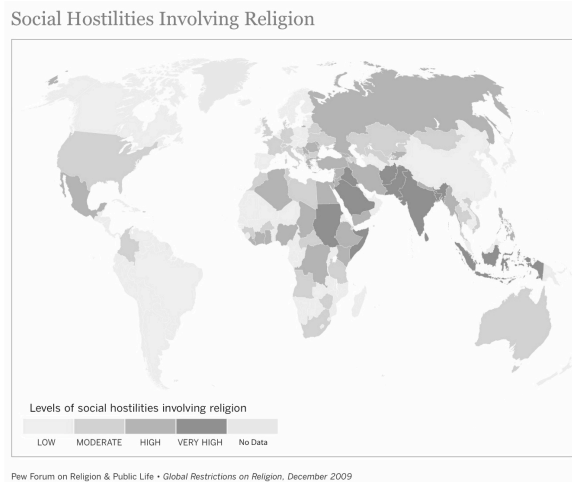 Social Hostilities Involving Religion
Levels of social hostilities involving religion
LOW MODERATE HIGH VERY HIGH No Data
Pew Forum on Religion & Public Life • Global Restrictions on Religion, December 2009